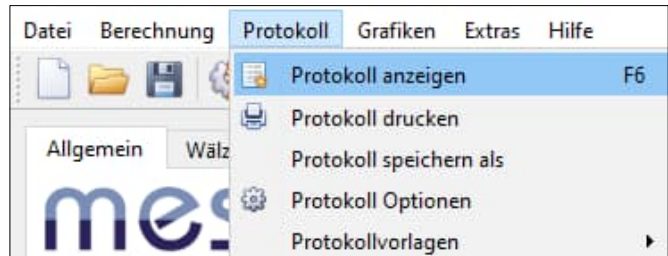 Datei Berechnung Protokoll Grafiken Extras Hilfe
Protokoll anzeigen F6
Protokoll drucken
Allgemein
Protokoll speichern als
Protokoll Optionen
Protokollvorlagen